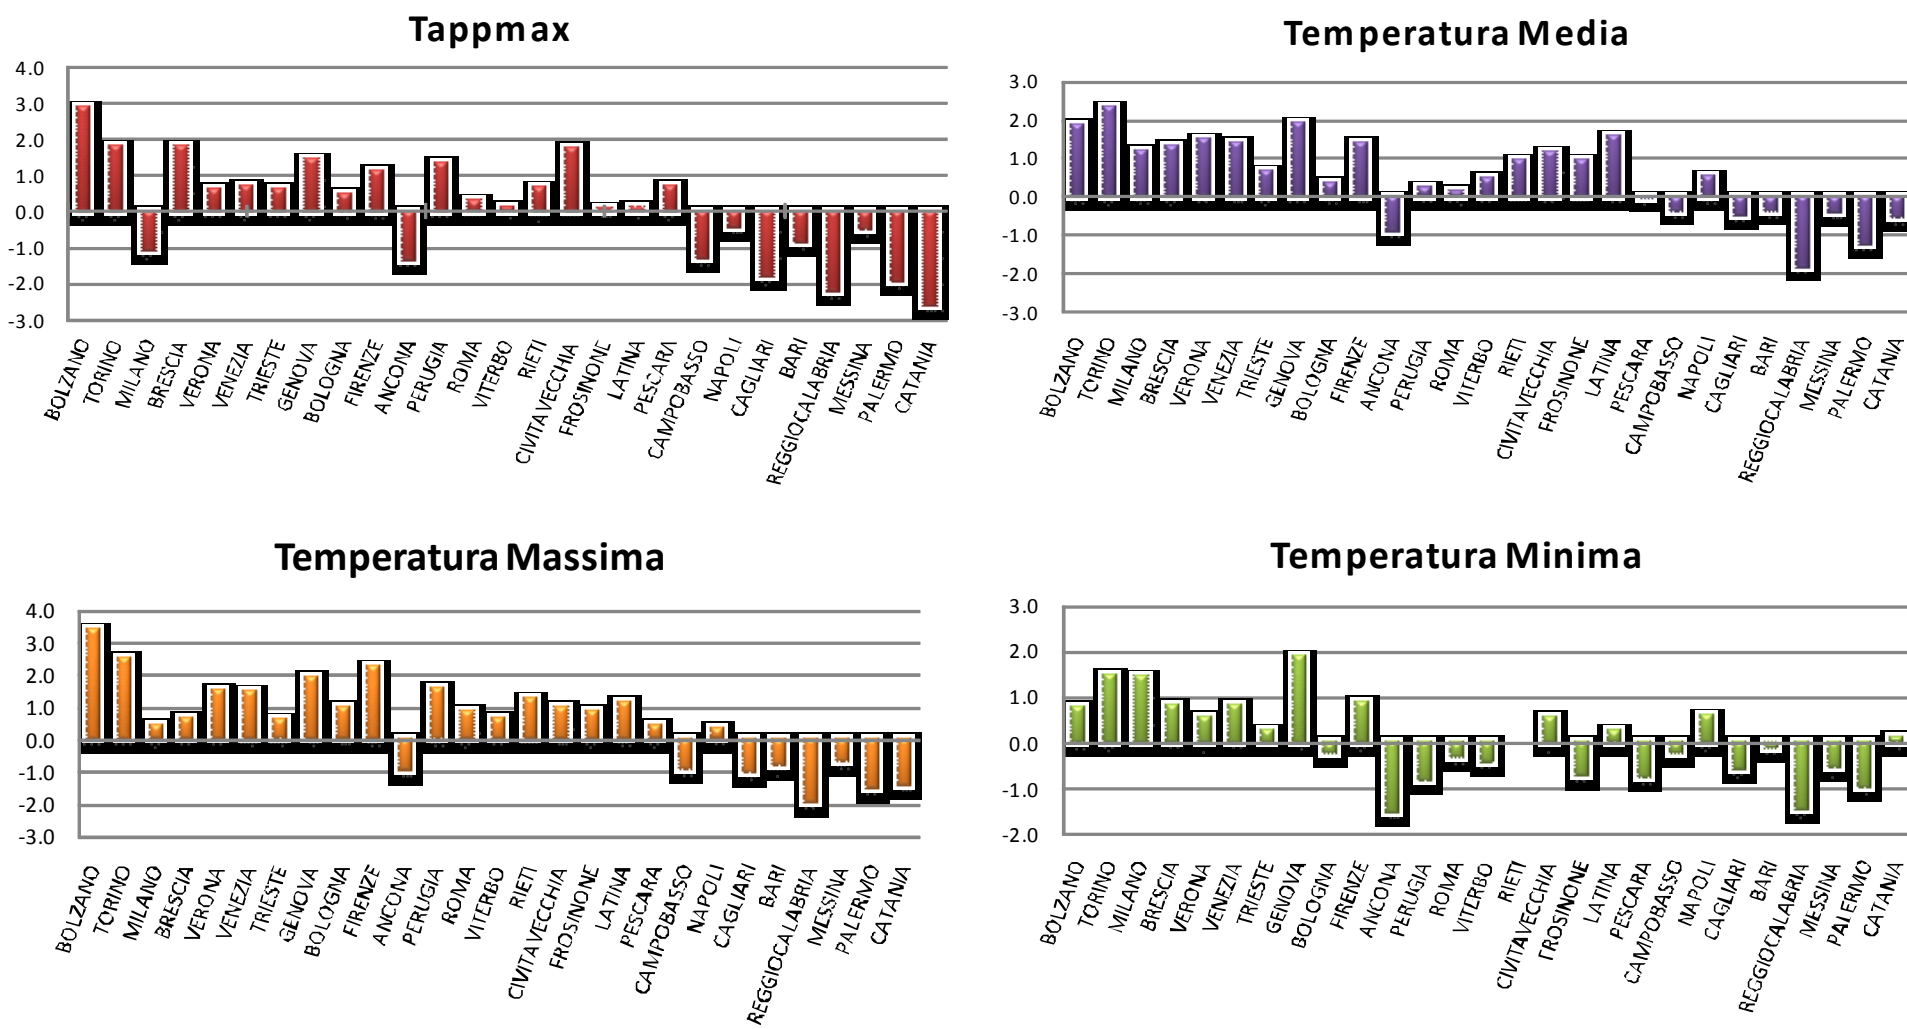 Tappmax
4.0
3.0
2.0
1.0
0.0
-1.0
-2.0
-3.0
BOLZANO
TORINO
MILANO
BRESCIA
VERONA
VENEZIA
TRIESTE
GENOVA
BOLOGNA
FIRENZE
ANCONA
PERUGIA
ROMA
VITERBO
RIETI
CIVITAVECCHIA
FROSINONE
LATINA
PESCARA
CAMPOBASSO
NAPOLI
CAGLIARI
BARI
REGGIOCALABRIA
MESSINA
PALERMO
CATANIA
Temperatura Media
3.0
2.0
1.0
0.0
-1.0
-2.0
-3.0
BOLZANO
TORINO
MILANO
BRESCIA
VERONA
VENEZIA
TRIESTE
GENOVA
BOLOGNA
FIRENZE
ANCONA
PERUGIA
ROMA
VITERBO
RIETI
CIVITAVECCHIA
FROSINONE
LATINA
PESCARA
CAMPOBASSO
NAPOLI
CAGLIARI
BARI
REGGIOCALABRIA
MESSINA
PALERMO
CATANIA
Temperatura Massima
4.0
3.0
2.0
1.0
0.0
-1.0
-2.0
-3.0
BOLZANO
TORINO
MILANO
BRESCIA
VERONA
VENEZIA
TRIESTE
GENOVA
BOLOGNA
FIRENZE
ANCONA
PERUGIA
ROMA
VITERBO
RIETI
CIVITAVECCHIA
FROSINONE
LATINA
PESCARA
CAMPOBASSO
NAPOLI
CAGLIARI
BARI
REGGIOCALABRIA
MESSINA
PALERMO
CATANIA
Temperatura Minima
3.0
2.0
1.0
0.0
-1.0
-2.0
BOLZANO
TORINO
MILANO
BRESCIA
VERONA
VENEZIA
TRIESTE
GENOVA
BOLOGNA
FIRENZE
ANCONA
PERUGIA
ROMA
VITERBO
RIETI
CIVITAVECCHIA
FROSINONE
LATINA
PESCARA
CAMPOBASSO
NAPOLI
CAGLIARI
BARI
REGGIOCALABRIA
MESSINA
PALERMO
CATANIA